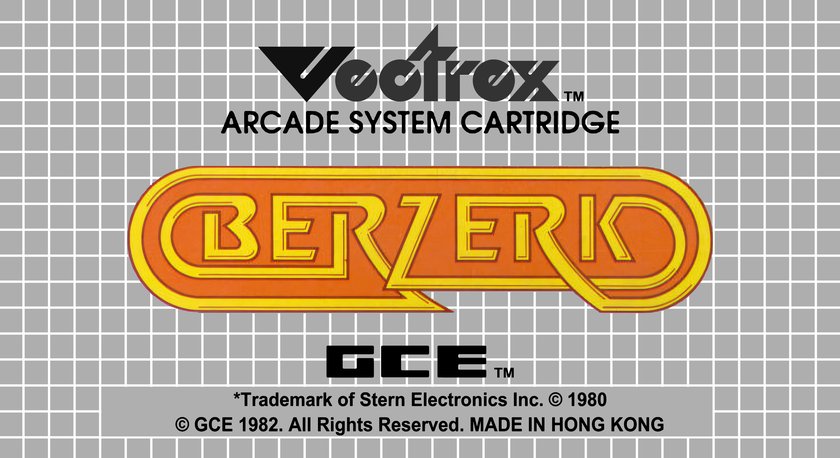 Vectrex™
ARCADE SYSTEM CARTRIDGE
BERZERK
GCE™
*Trademark of Stern Electronics Inc. © 1980
© GCE 1982. All Rights Reserved. MADE IN HONG KONG